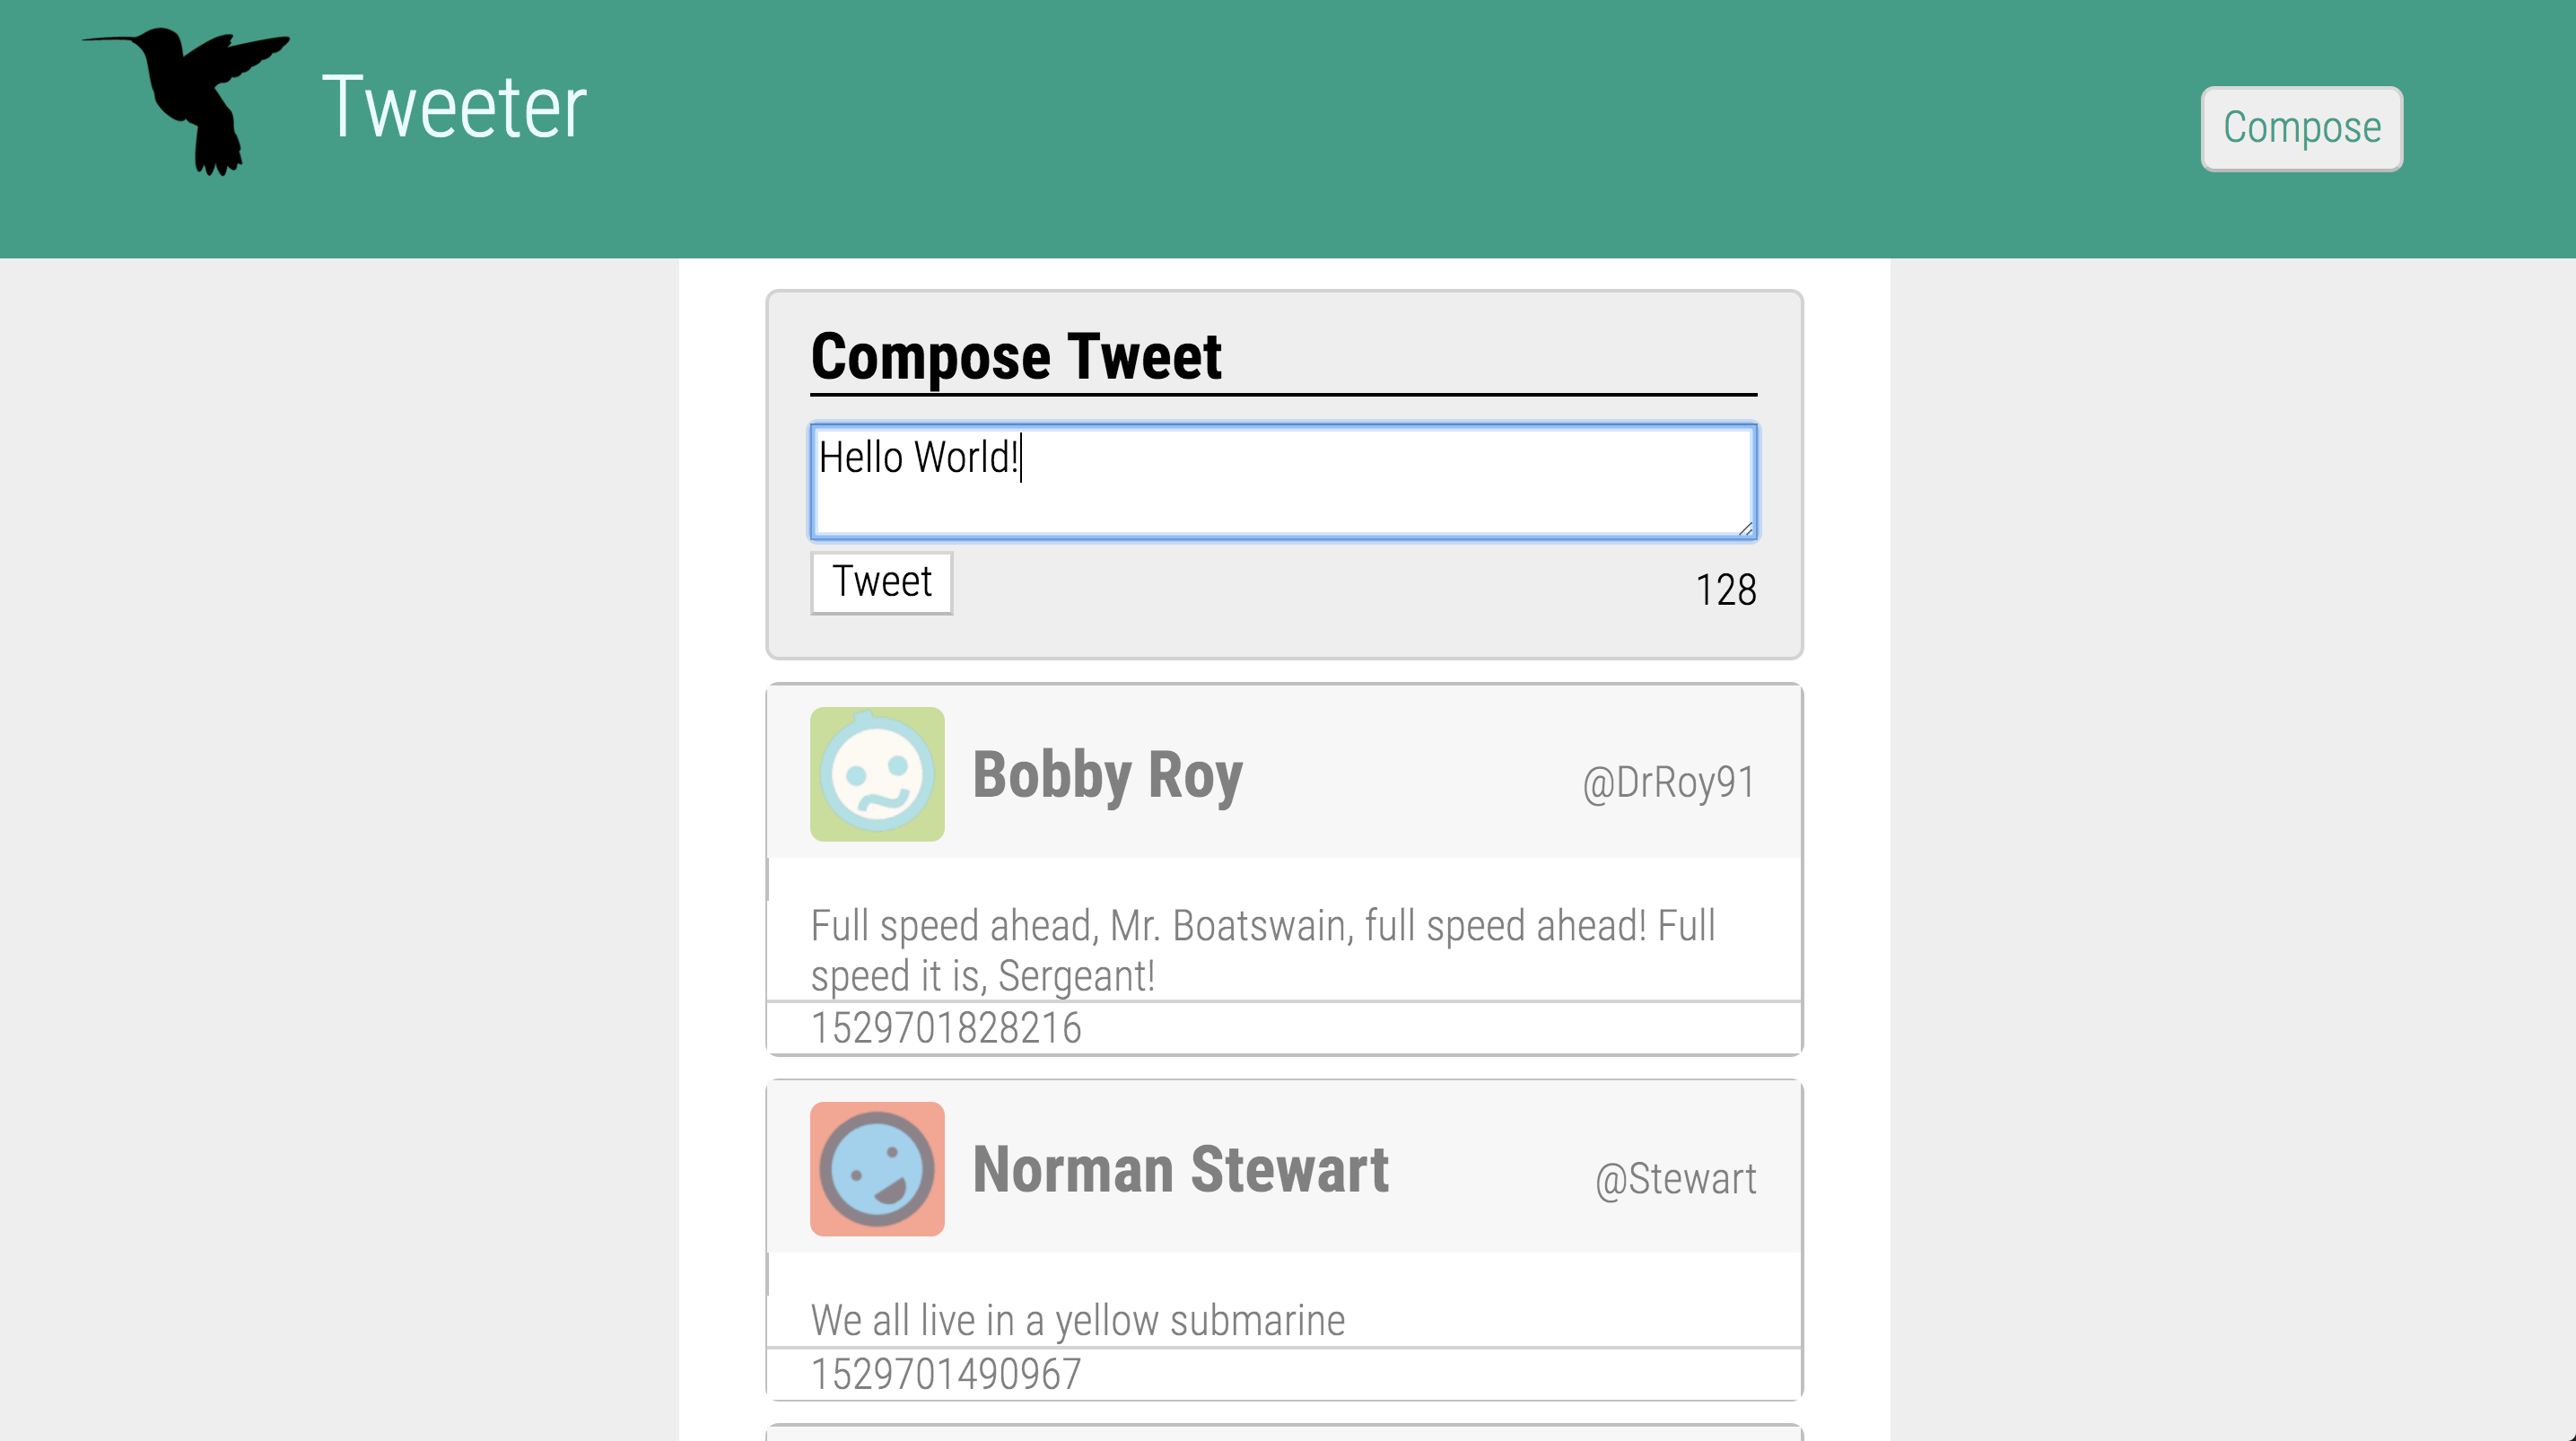 Tweeter
Compose
Compose Tweet
Hello World!
Tweet
128
Bobby Roy
@DrRoy91
Full speed ahead, Mr. Boatswain, full speed ahead! Full
speed it is, Sergeant!
1529701828216
Norman Stewart
@Stewart
We all live in a yellow submarine
1529701490967